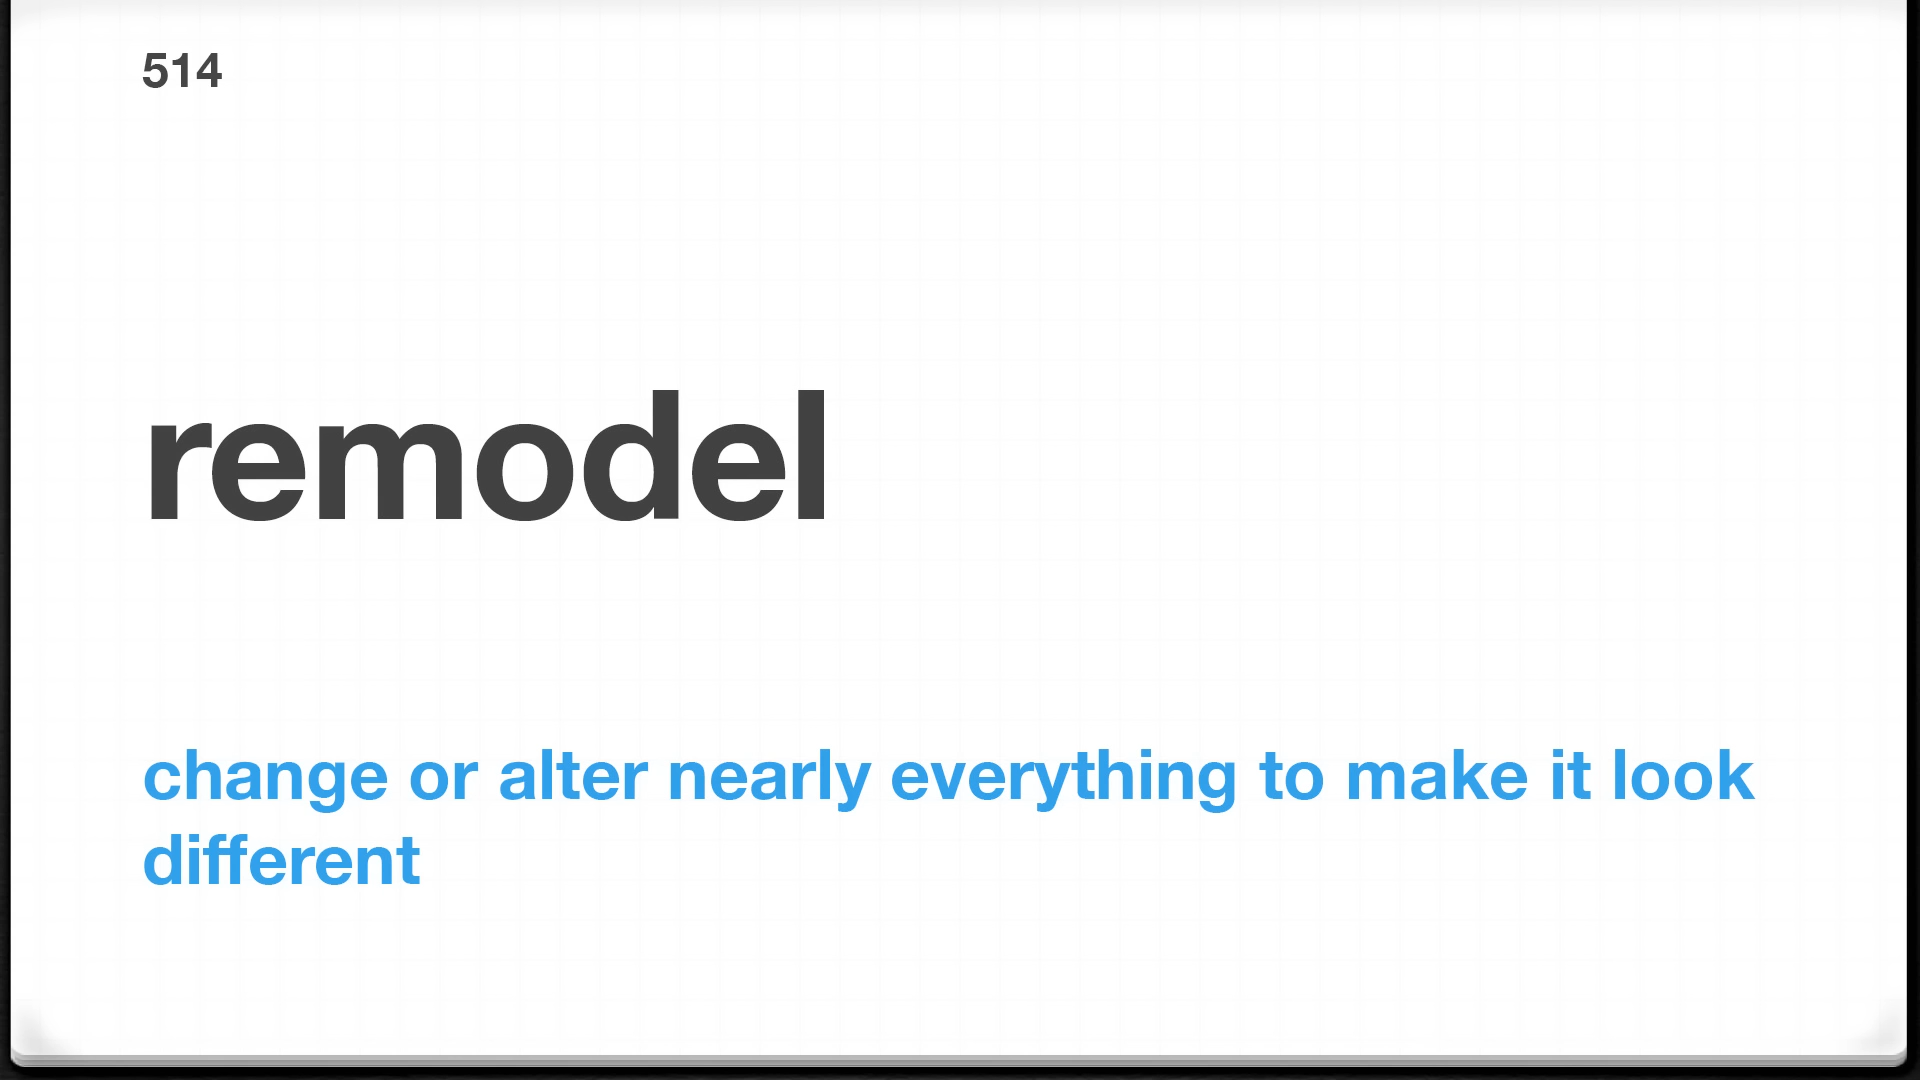 514
remodel
change or alter nearly everything to make it look
different